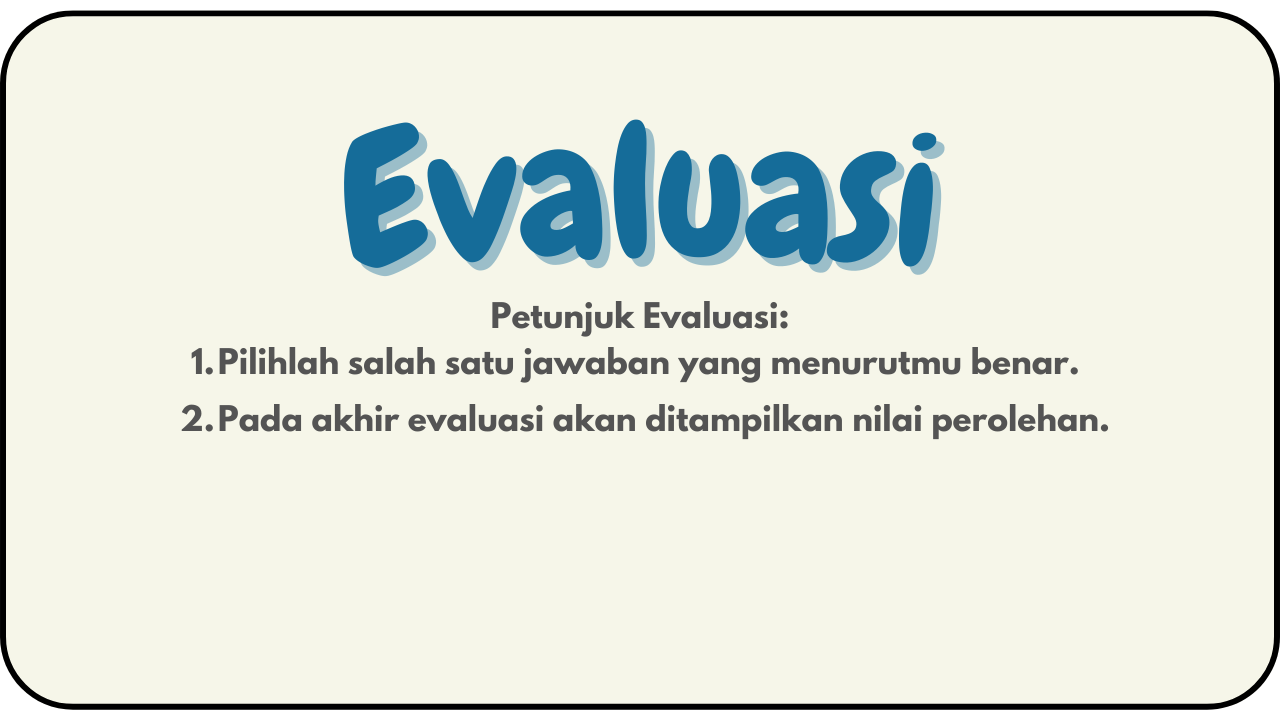 Evaluasi
Petunjuk Evaluasi:
1.Pilihlah salah satu jawaban yang menurutmu benar.
2.Pada akhir evaluasi akan ditampilkan nilai perolehan.